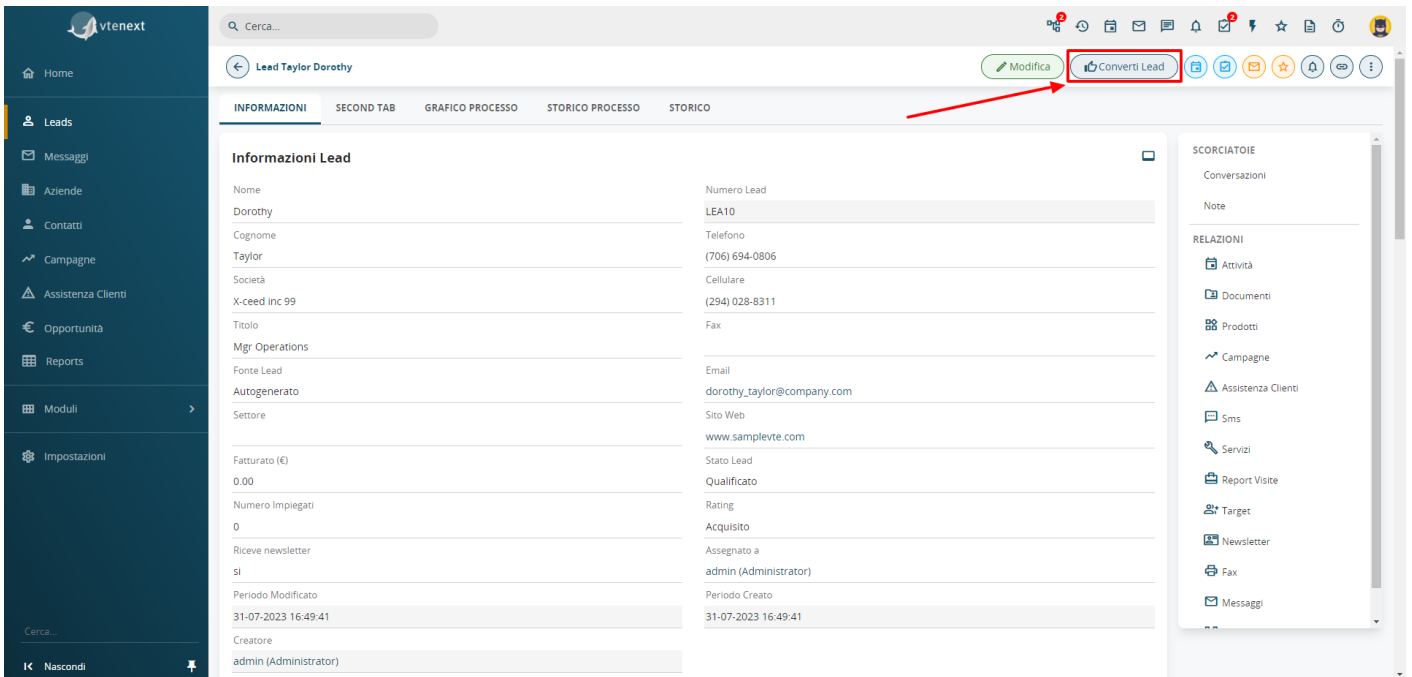 vtenext
Cerca...
2
2
Home
Leads
Messaggi
Aziende
Contatti
Campagne
Assistenza Clienti
Opportunità
Reports
Moduli
Impostazioni
Cerca...
Nascondi
Lead Taylor Dorothy
Modifica
Converti Lead
INFORMAZIONI SECOND TAB GRAFICO PROCESSO STORICO PROCESSO STORICO
Informazioni Lead
Nome Numero Lead
Dorothy LEA10
Cognome Telefono
Taylor (706) 694-0806
Società Cellulare
X-ceed inc 99 (294) 028-8311
Titolo Fax
Mgr Operations
Fonte Lead Email
Autogenerato dorothy_taylor@company.com
Settore Sito Web
www.samplevte.com
Fatturato (€) Stato Lead
0.00 Qualificato
Numero Impiegati Rating
0 Acquisito
Riceve newsletter Assegnato a
si admin (Administrator)
Periodo Modificato Periodo Creato
31-07-2023 16:49:41 31-07-2023 16:49:41
Creatore
admin (Administrator)
SCORCIATOIE
Conversazioni
Note
RELAZIONI
Attività
Documenti
Prodotti
Campagne
Assistenza Clienti
Sms
Servizi
Report Visite
Target
Newsletter
Fax
Messaggi